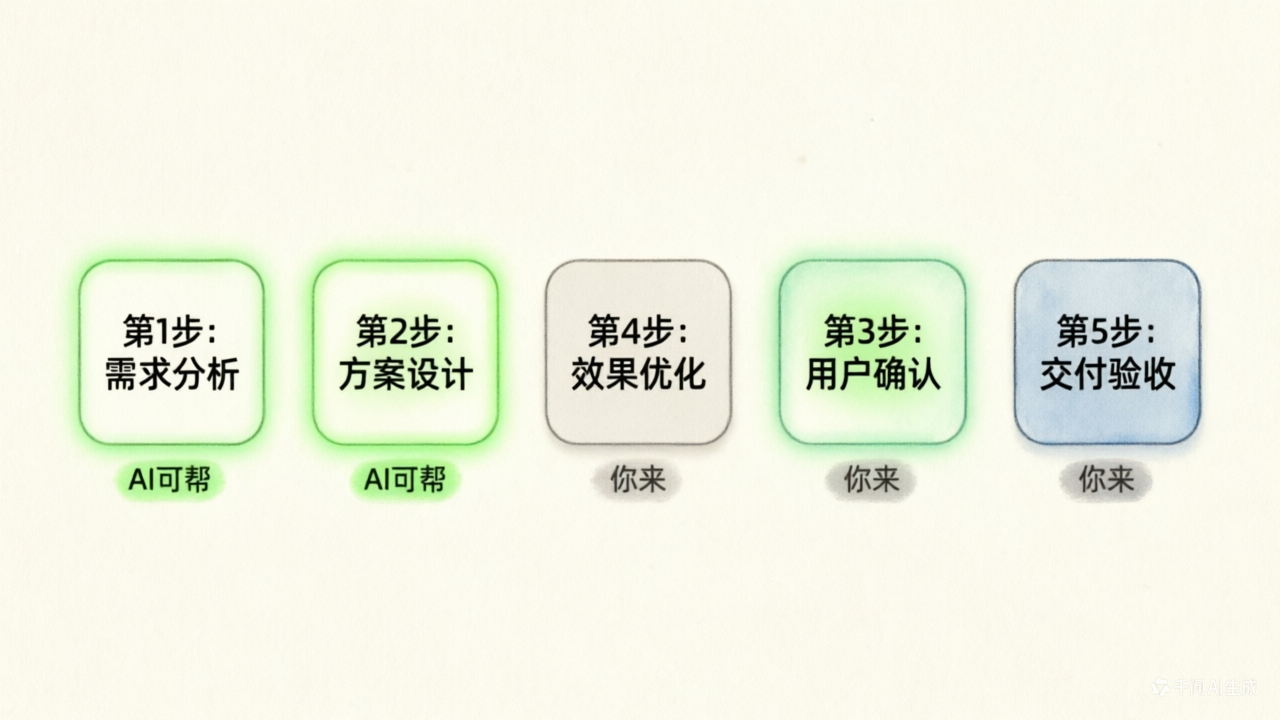 第1步：
需求分析
AI可帮
第2步：
方案设计
AI可帮
第4步：
效果优化
你来
第3步：
用户确认
你来
第5步：
交付验收
你来